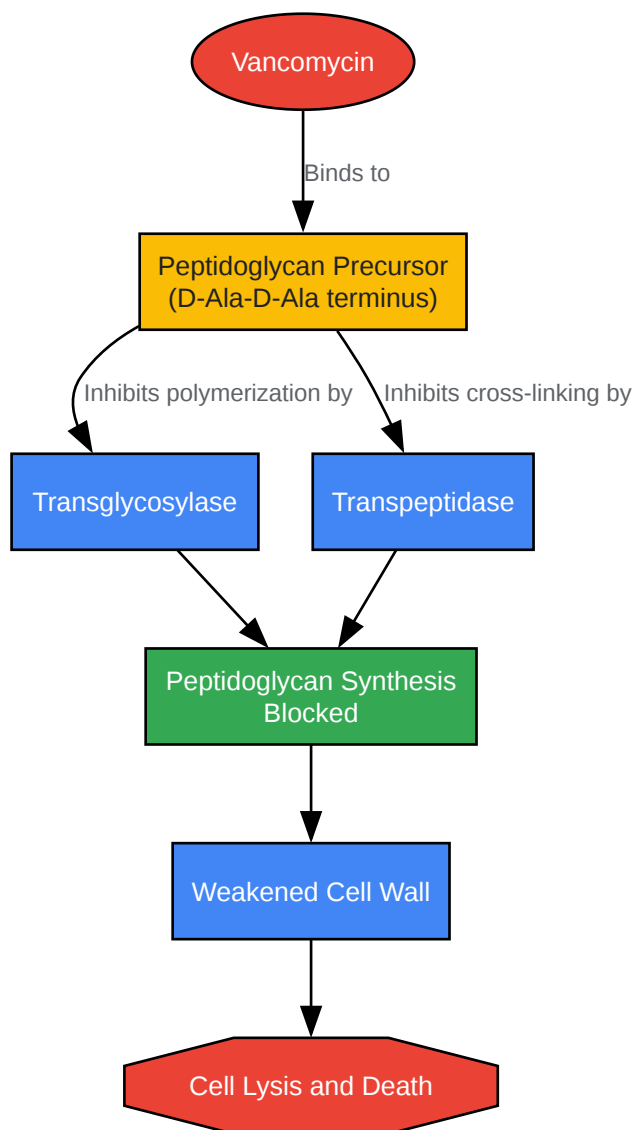 Vancomycin
Binds to
Peptidoglycan Precursor
(D-Ala-D-Ala terminus)
Inhibits polymerization by
Inhibits cross-linking by
Transglycosylase
Transpeptidase
Peptidoglycan Synthesis
Blocked
Weakened Cell Wall
Cell Lysis and Death